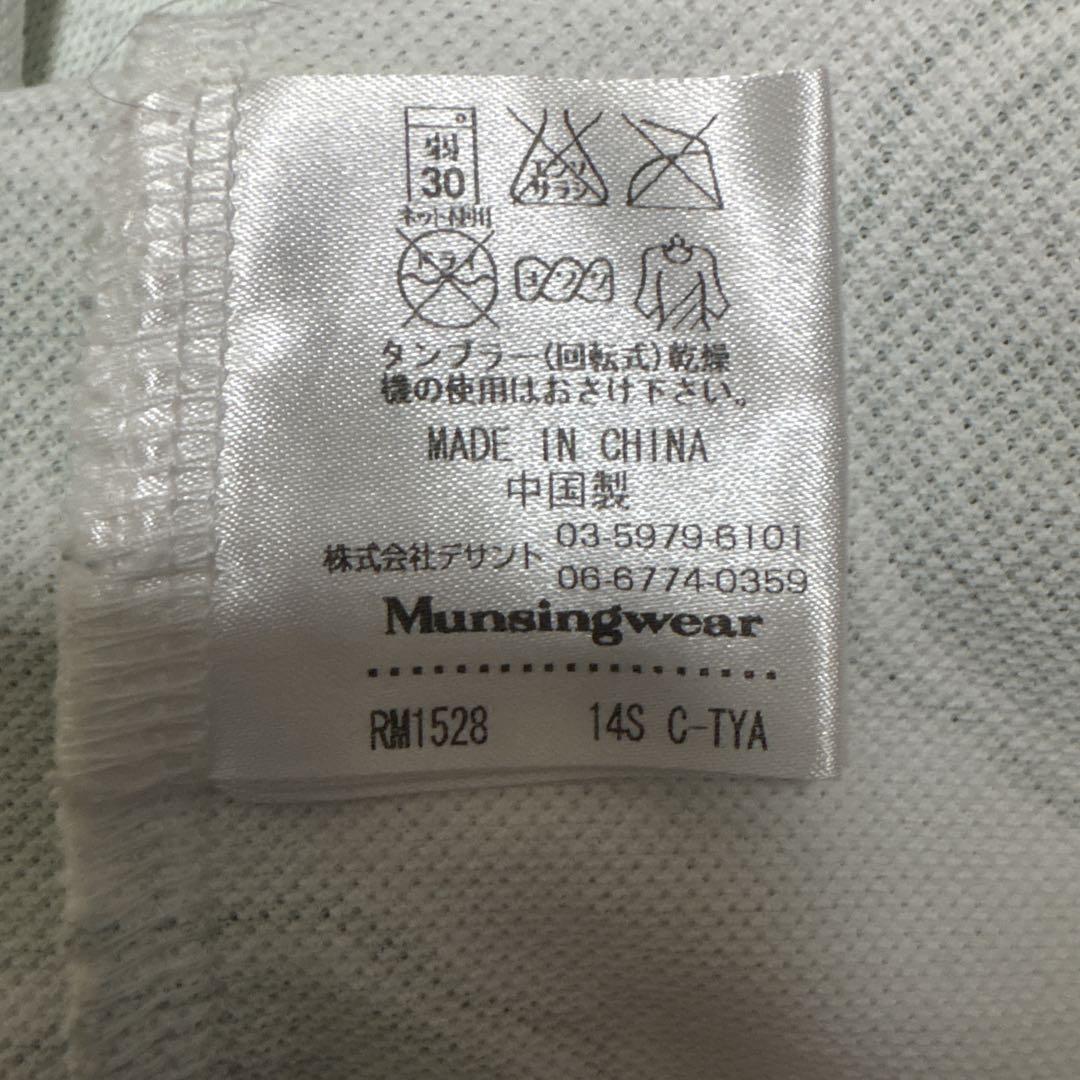 弱
30
ネット使用
エンソ
サラシ
ドライ
ヨワク
タンブラー(回転式)乾燥
機の使用はおさけ下さい。
MADE IN CHINA
中国製
株式会社デサント 03-5979-6101
06-6774-0359
Munsingwear
RM1528 14S C-TYA